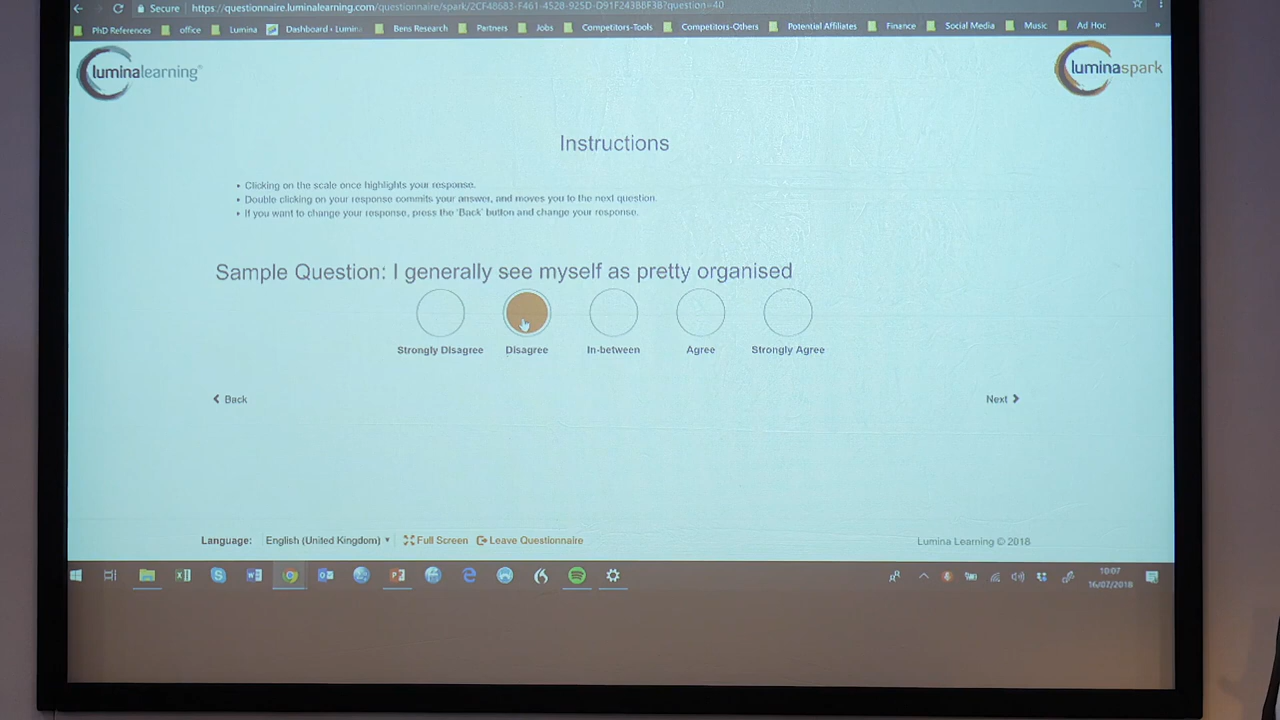 Secure https://questionnaire.luminalearning.com/questionnaire/spark/
PhD References office Lumina Dashboard - Lumina Bens Research Partners Jobs Competitors-Tools Competitors-Others Potential Affiliates Finance Social Media Music Ad Hoc »
luminalearning®
luminaspark
Instructions
• Clicking on the scale once highlights your response.
• Double clicking on your response commits your answer, and moves you to the next question.
• If you want to change your response, press the 'Back' button and change your response.
Sample Question: I generally see myself as pretty organised
Strongly Disagree Disagree In-between Agree Strongly Agree
Back
Next
Language: English (United Kingdom) Full Screen Leave Questionnaire
Lumina Learning © 2018
10:07
16/07/2018